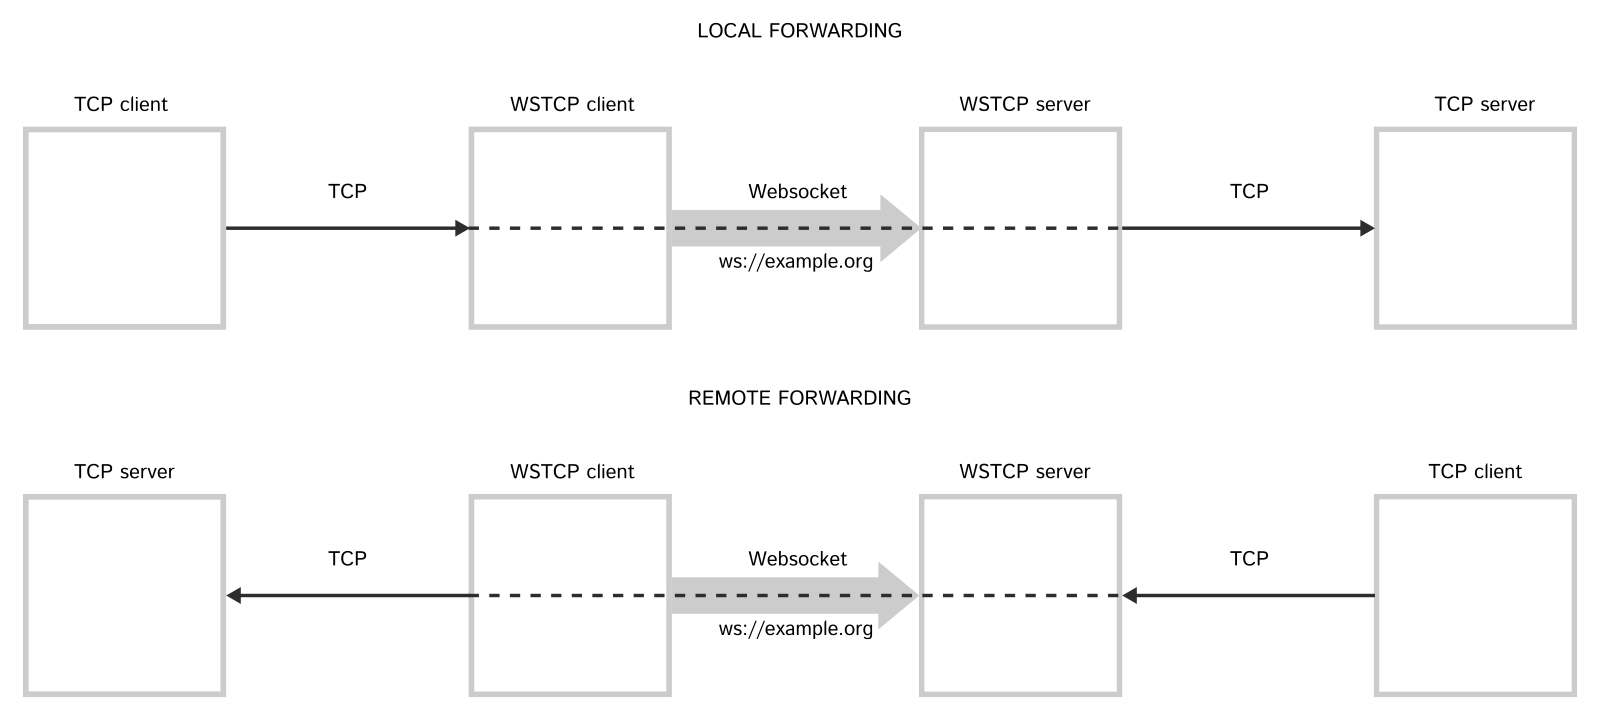 LOCAL FORWARDING
TCP client
WSTCP client
WSTCP server
TCP server
TCP
Websocket
TCP
ws://example.org
REMOTE FORWARDING
TCP server
WSTCP client
WSTCP server
TCP client
TCP
Websocket
TCP
ws://example.org